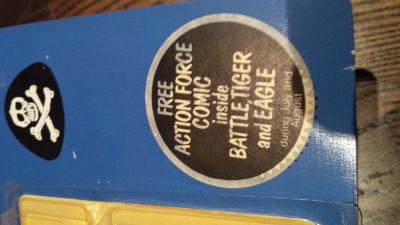 FREE
ACTION FORCE
COMIC
inside
BATTLE, TIGER
and EAGLE
during July and
August